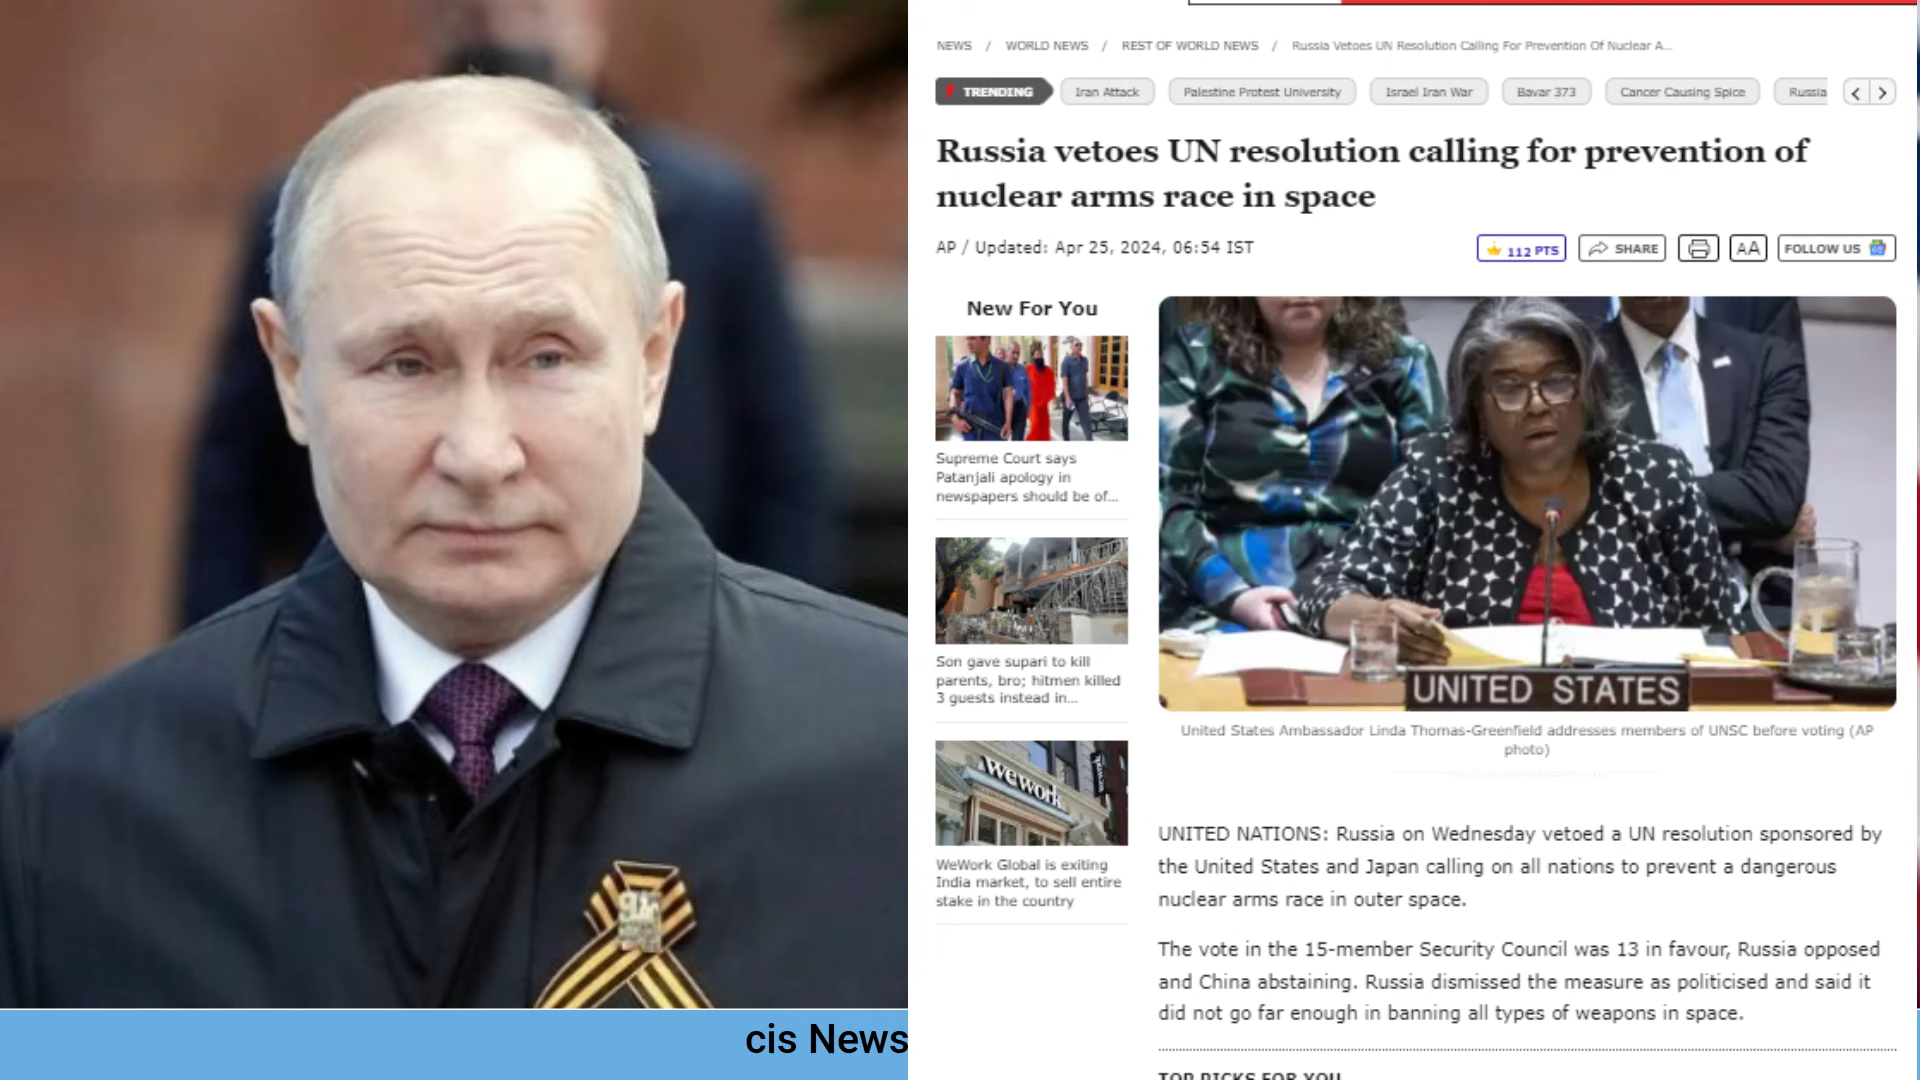 NEWS / WORLD NEWS / REST OF WORLD NEWS / Russia Vetoes UN Resolution Calling For Prevention Of Nuclear A...
TRENDING Iran Attack Palestine Protest University Israel Iran War Bavar 373 Cancer Causing Spice Russia
Russia vetoes UN resolution calling for prevention of
nuclear arms race in space
AP / Updated: Apr 25, 2024, 06:54 IST
112 PTS SHARE AA FOLLOW US
New For You
Supreme Court says
Patanjali apology in
newspapers should be of...
Son gave supari to kill
parents, bro; hitmen killed
3 guests instead in...
wework
WeWork Global is exiting
India market, to sell entire
stake in the country
UNITED STATES
United States Ambassador Linda Thomas-Greenfield addresses members of UNSC before voting (AP
photo)
UNITED NATIONS: Russia on Wednesday vetoed a UN resolution sponsored by
the United States and Japan calling on all nations to prevent a dangerous
nuclear arms race in outer space.
The vote in the 15-member Security Council was 13 in favour, Russia opposed
and China abstaining. Russia dismissed the measure as politicised and said it
did not go far enough in banning all types of weapons in space.
TOP PICKS FOR YOU
cis News